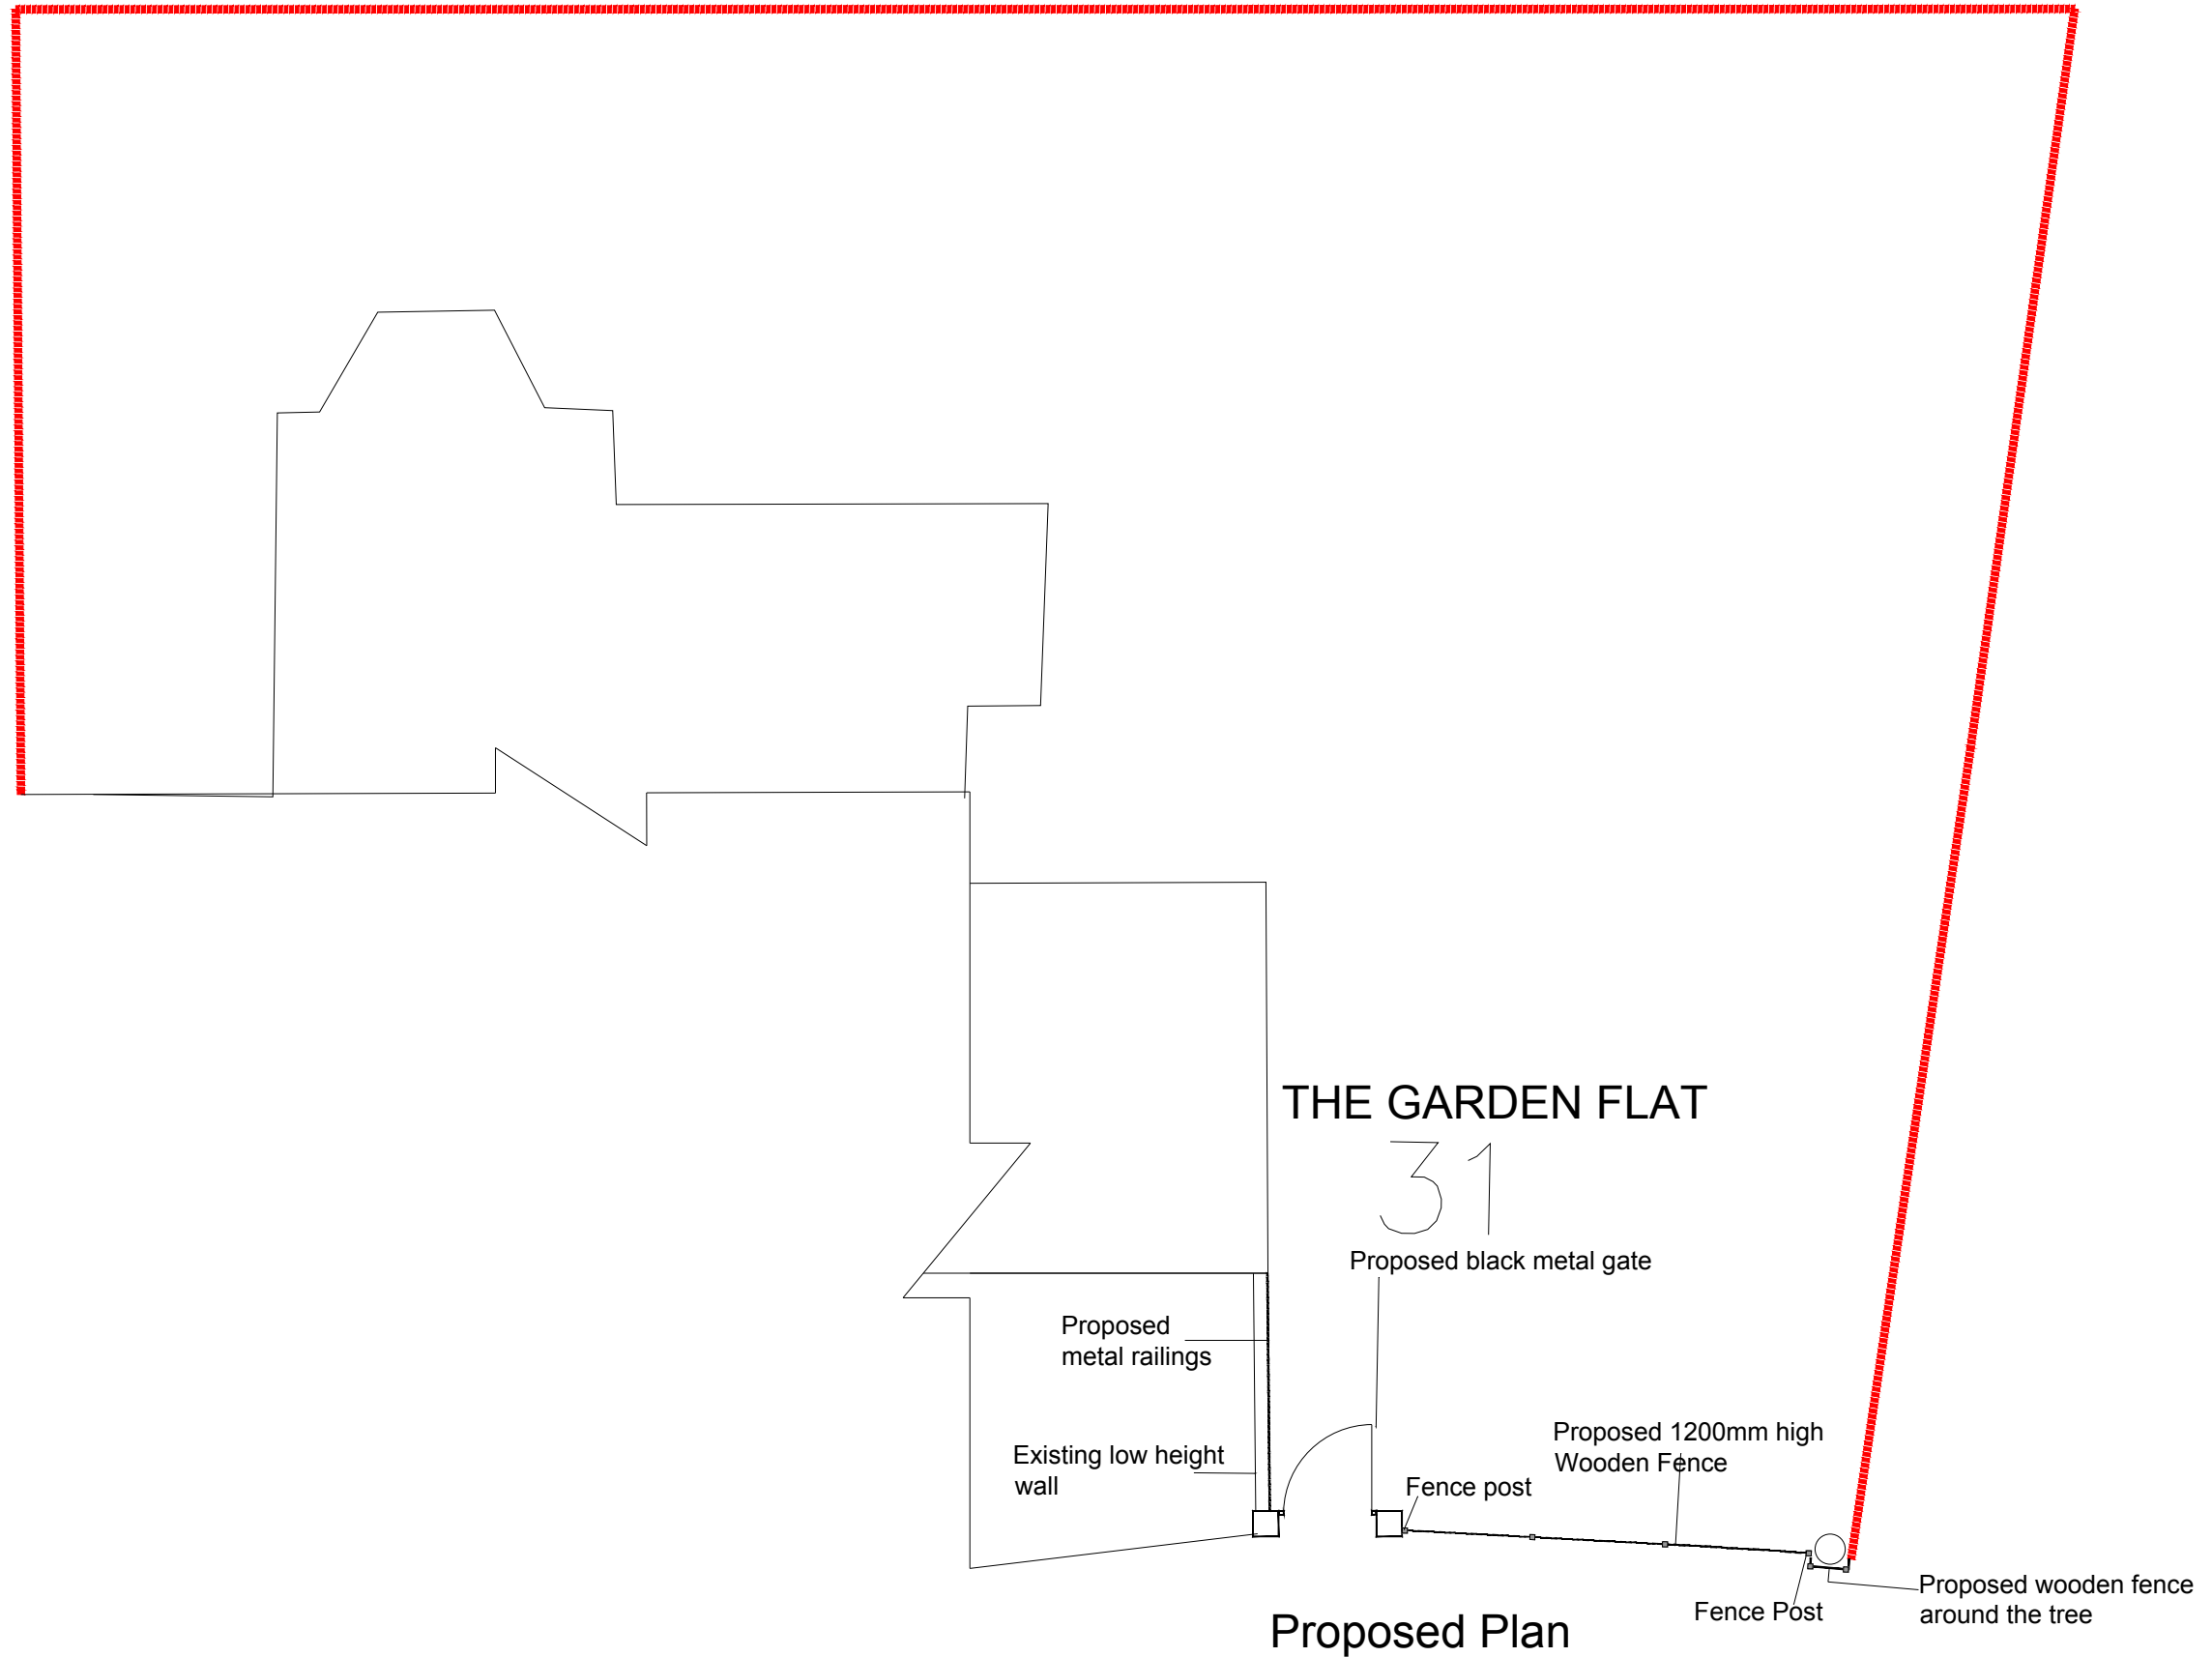 THE GARDEN FLAT
31
Proposed black metal gate
Proposed
metal railings
Existing low height
wall
Proposed 1200mm high
Wooden Fence
Fence post
Proposed wooden fence
around the tree
Fence Post
Proposed Plan